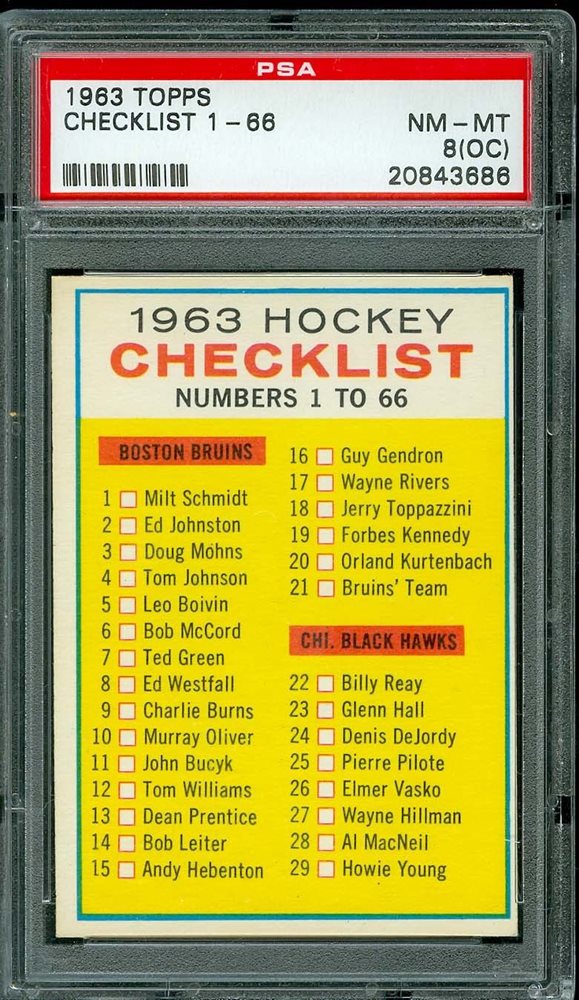 PSA
1963 TOPPS
CHECKLIST 1-66
NM-MT
8(OC)
20843686
1963 HOCKEY
CHECKLIST
NUMBERS 1 TO 66
BOSTON BRUINS
1 Milt Schmidt
2 Ed Johnston
3 Doug Mohns
4 Tom Johnson
5 Leo Boivin
6 Bob McCord
7 Ted Green
8 Ed Westfall
9 Charlie Burns
10 Murray Oliver
11 John Bucyk
12 Tom Williams
13 Dean Prentice
14 Bob Leiter
15 Andy Hebenton
16 Guy Gendron
17 Wayne Rivers
18 Jerry Toppazzini
19 Forbes Kennedy
20 Orland Kurtenbach
21 Bruins' Team
CHI. BLACK HAWKS
22 Billy Reay
23 Glenn Hall
24 Denis DeJordy
25 Pierre Pilote
26 Elmer Vasko
27 Wayne Hillman
28 Al MacNeil
29 Howie Young